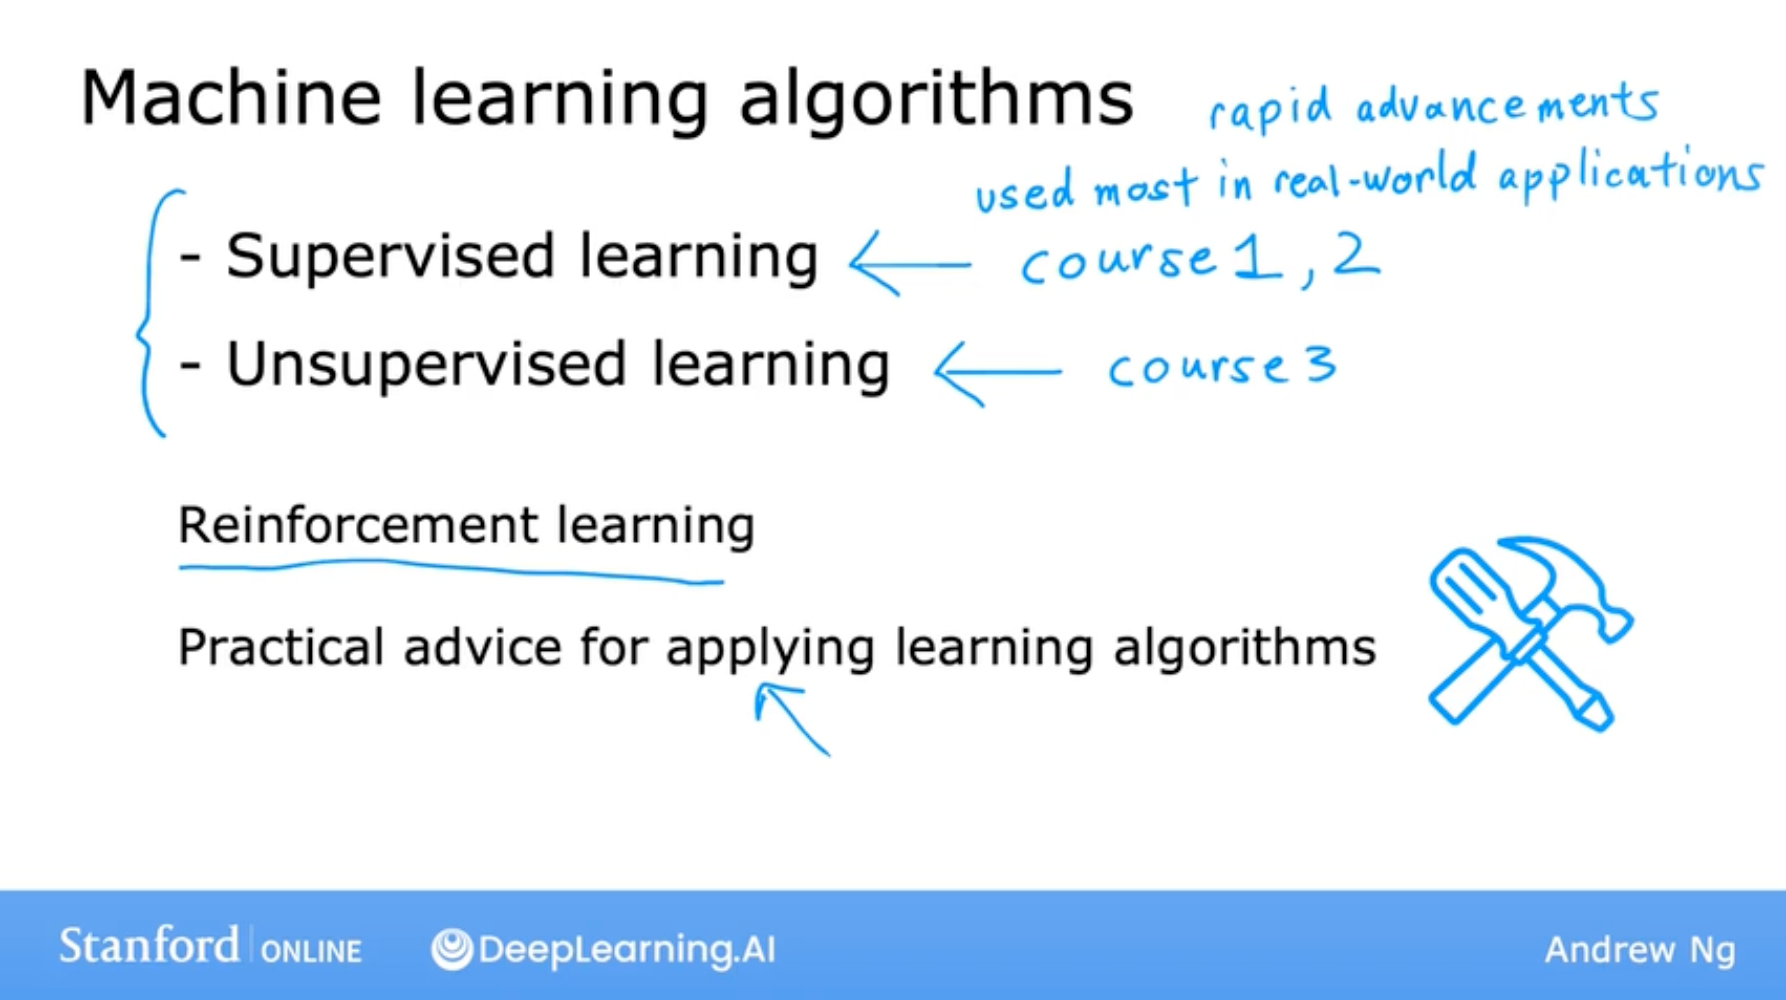 Machine learning algorithms
rapid advancements
used most in real-world applications
- Supervised learning ← course 1, 2
- Unsupervised learning ← course 3
Reinforcement learning
Practical advice for applying learning algorithms
Stanford | ONLINE DeepLearning.AI Andrew Ng